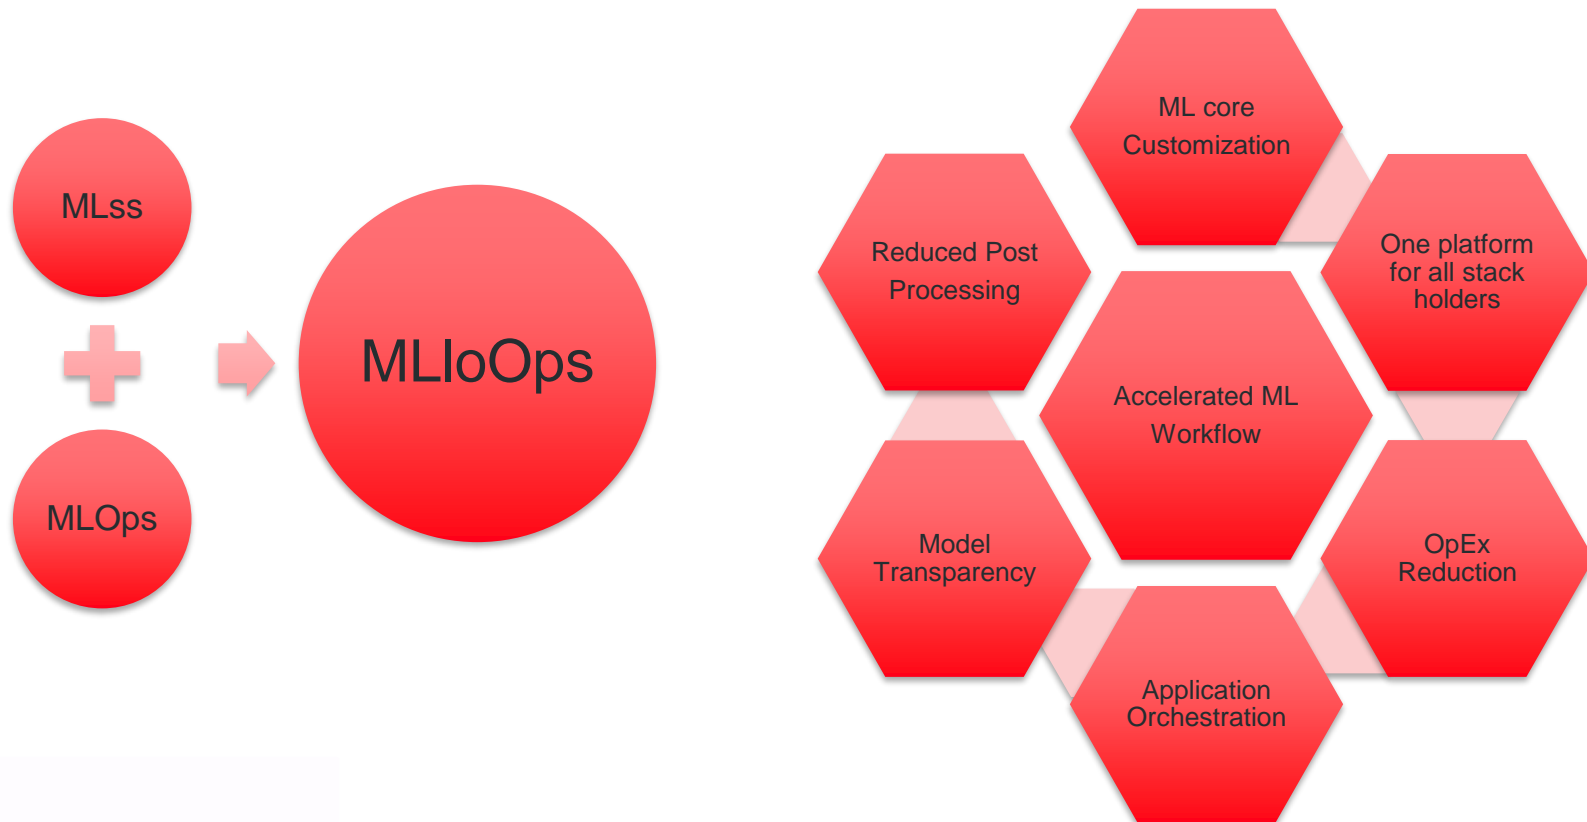 MLss
MLOps
MLIoOps
ML core
Customization
Reduced Post
Processing
One platform
for all stack
holders
Accelerated ML
Workflow
Model
Transparency
OpEx
Reduction
Application
Orchestration